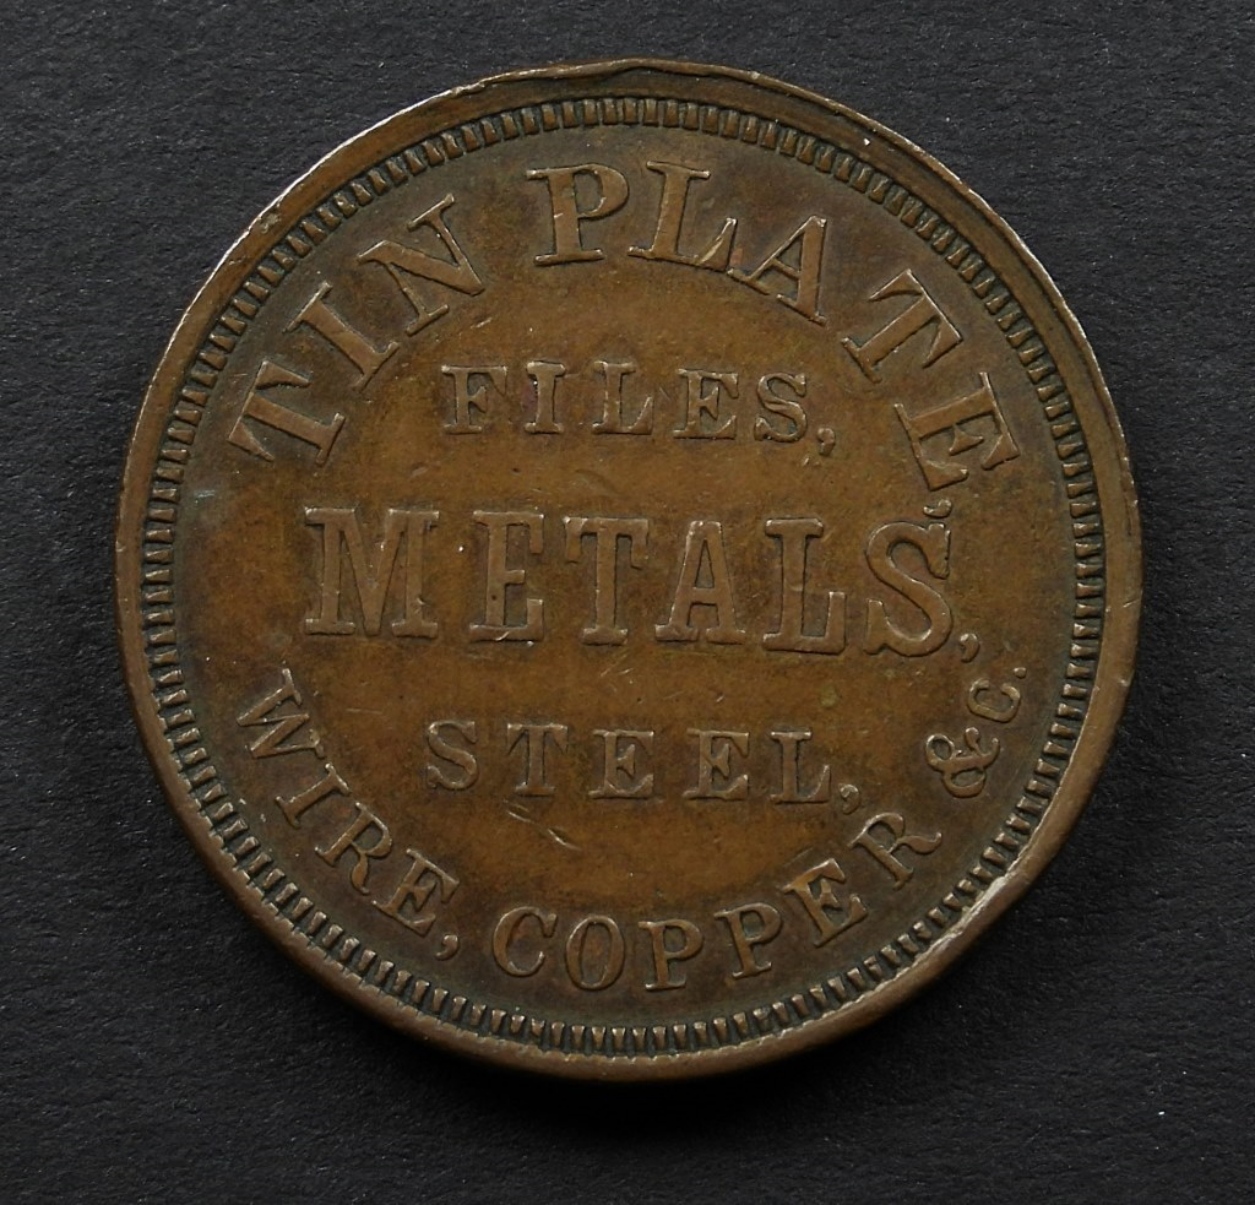 TIN PLATE
FILES,
METALS,
STEEL,
WIRE, COPPER &c.